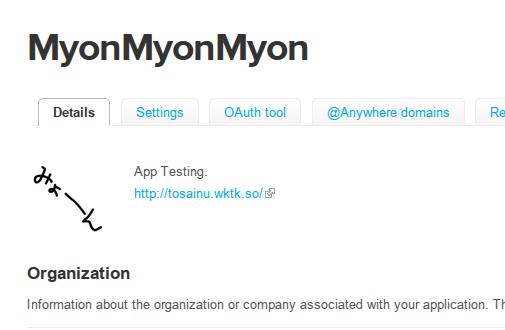 MyonMyonMyon
Details
Settings
OAuth tool
@Anywhere domains
Re
みょーん
App Testing.
http://tosainu.wktk.so/
Organization
Information about the organization or company associated with your application. Th